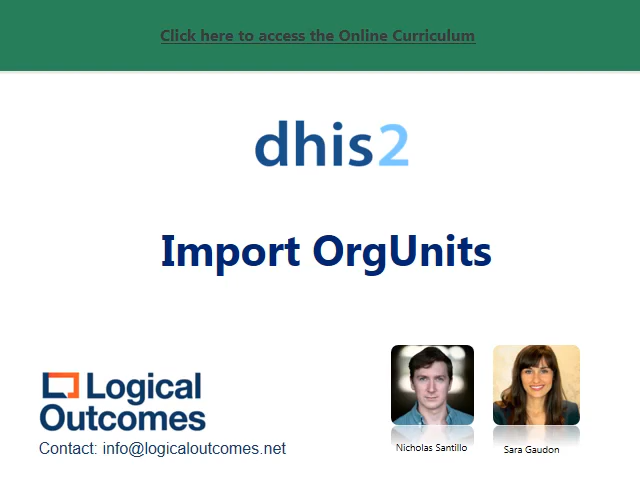 Click here to access the Online Curriculum
dhis2
Import OrgUnits
Logical
Outcomes
Contact: info@logicaloutcomes.net
Nicholas Santillo
Sara Gaudon